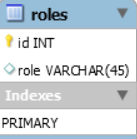 roles
id INT
role VARCHAR(45)
Indexes
PRIMARY